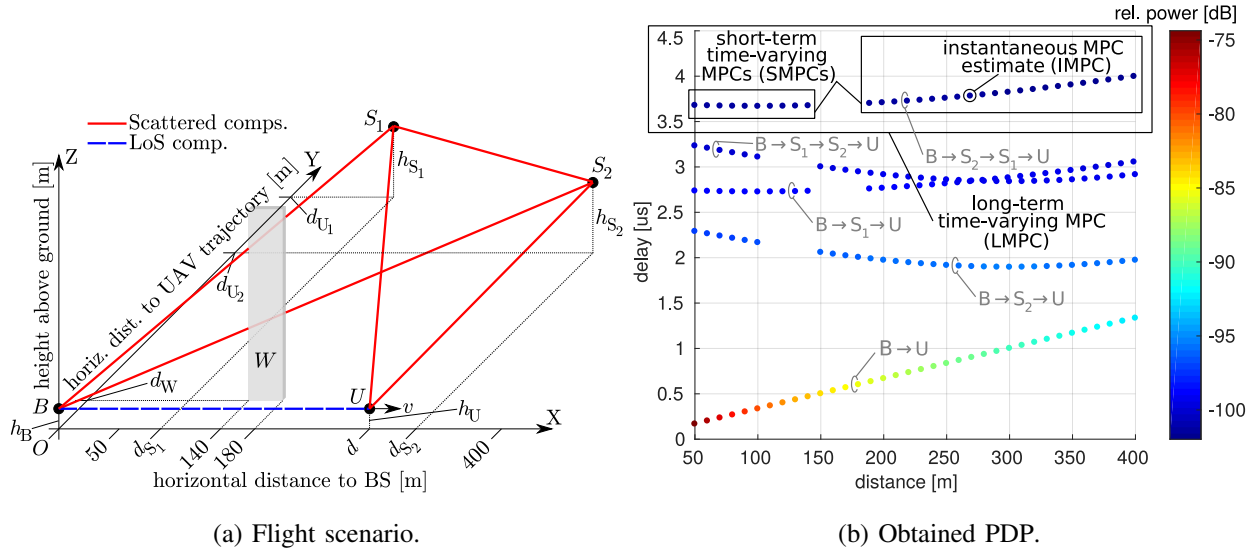 Scattered comps.
LoS comp.
Z
Y
X
height above ground [m]
horiz. dist. to UAV trajectory [m]
S1
S2
hS1
hS2
dU1
dU2
dW
W
B
U
v
hB
hU
O
50
dS1
140
180
d
dS2
400
horizontal distance to BS [m]
(a) Flight scenario.
rel. power [dB]
4.5
4
3.5
3
2.5
2
1.5
1
0.5
0
delay [us]
short-term
time-varying
MPCs (SMPCs)
instantaneous MPC
estimate (IMPC)
B→S1→S2→U
B→S2→S1→U
B→S1→U
long-term
time-varying MPC
(LMPC)
B→S2→U
B→U
50
100
150
200
250
300
350
400
distance [m]
-75
-80
-85
-90
-95
-100
(b) Obtained PDP.